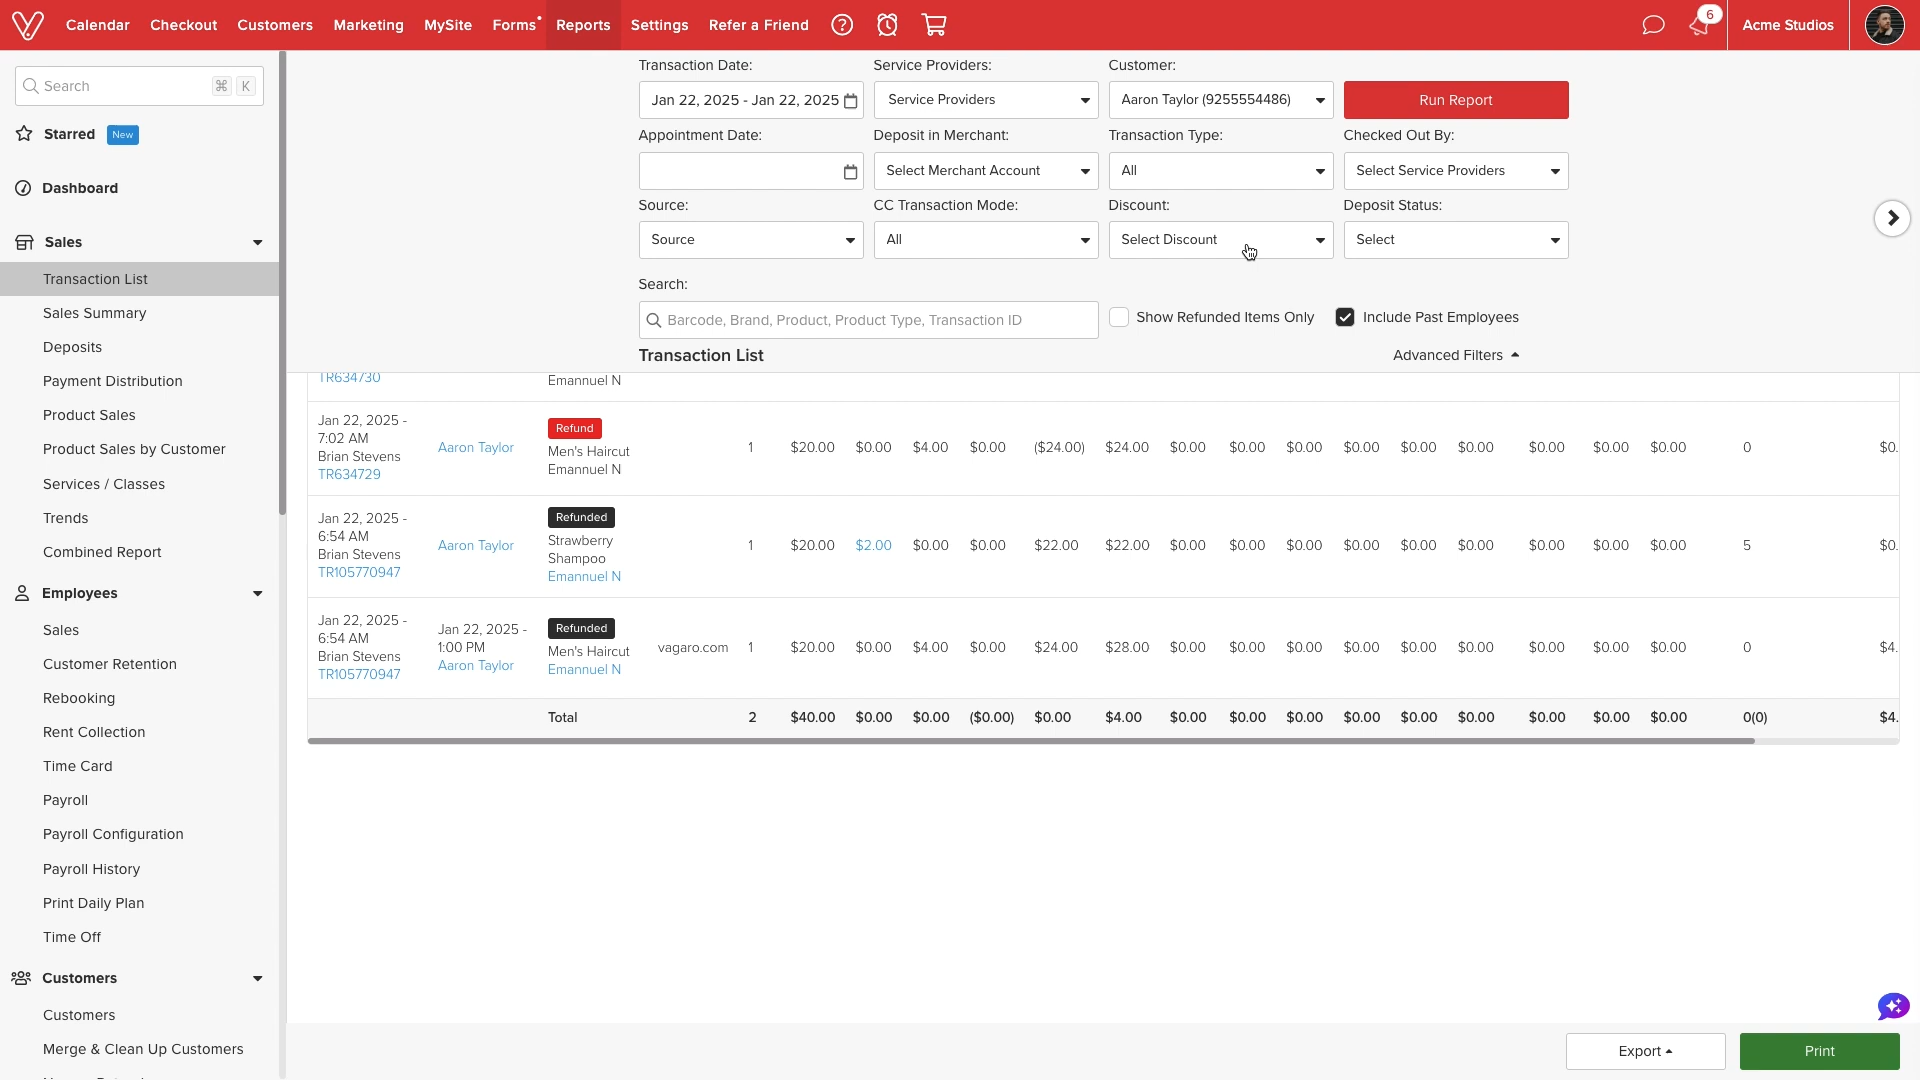 Calendar Checkout Customers Marketing MySite Forms Reports Settings Refer a Friend 6 Acme Studios
Search ⌘ K
Starred New
Dashboard
Sales
Transaction List
Sales Summary
Deposits
Payment Distribution
Product Sales
Product Sales by Customer
Services / Classes
Trends
Combined Report
Employees
Sales
Customer Retention
Rebooking
Rent Collection
Time Card
Payroll
Payroll Configuration
Payroll History
Print Daily Plan
Time Off
Customers
Customers
Merge & Clean Up Customers
Transaction Date: Service Providers: Customer:
Jan 22, 2025 - Jan 22, 2025 Service Providers Aaron Taylor (9255554486) Run Report
Appointment Date: Deposit in Merchant: Transaction Type: Checked Out By:
Select Merchant Account All Select Service Providers
Source: CC Transaction Mode: Discount: Deposit Status:
Source All Select Discount Select
Search:
Barcode, Brand, Product, Product Type, Transaction ID Show Refunded Items Only Include Past Employees
Transaction List Advanced Filters
TR634730 Emannuel N
Jan 22, 2025 -
7:02 AM
Brian Stevens
TR634729
Aaron Taylor
Refund
Men's Haircut
Emannuel N
1 $20.00 $0.00 $4.00 $0.00 ($24.00) $24.00 $0.00 $0.00 $0.00 $0.00 $0.00 $0.00 $0.00 $0.00 $0.00 0 $0.
Jan 22, 2025 -
6:54 AM
Brian Stevens
TR105770947
Aaron Taylor
Refunded
Strawberry
Shampoo
Emannuel N
1 $20.00 $2.00 $0.00 $0.00 $22.00 $22.00 $0.00 $0.00 $0.00 $0.00 $0.00 $0.00 $0.00 $0.00 $0.00 5 $0.
Jan 22, 2025 -
6:54 AM
Brian Stevens
TR105770947
Jan 22, 2025 -
1:00 PM
Aaron Taylor
Refunded
Men's Haircut
Emannuel N
vagaro.com 1 $20.00 $0.00 $4.00 $0.00 $24.00 $28.00 $0.00 $0.00 $0.00 $0.00 $0.00 $0.00 $0.00 $0.00 $0.00 0 $4.
Total 2 $40.00 $0.00 $0.00 ($0.00) $0.00 $4.00 $0.00 $0.00 $0.00 $0.00 $0.00 $0.00 $0.00 $0.00 $0.00 0(0) $4.
Export Print